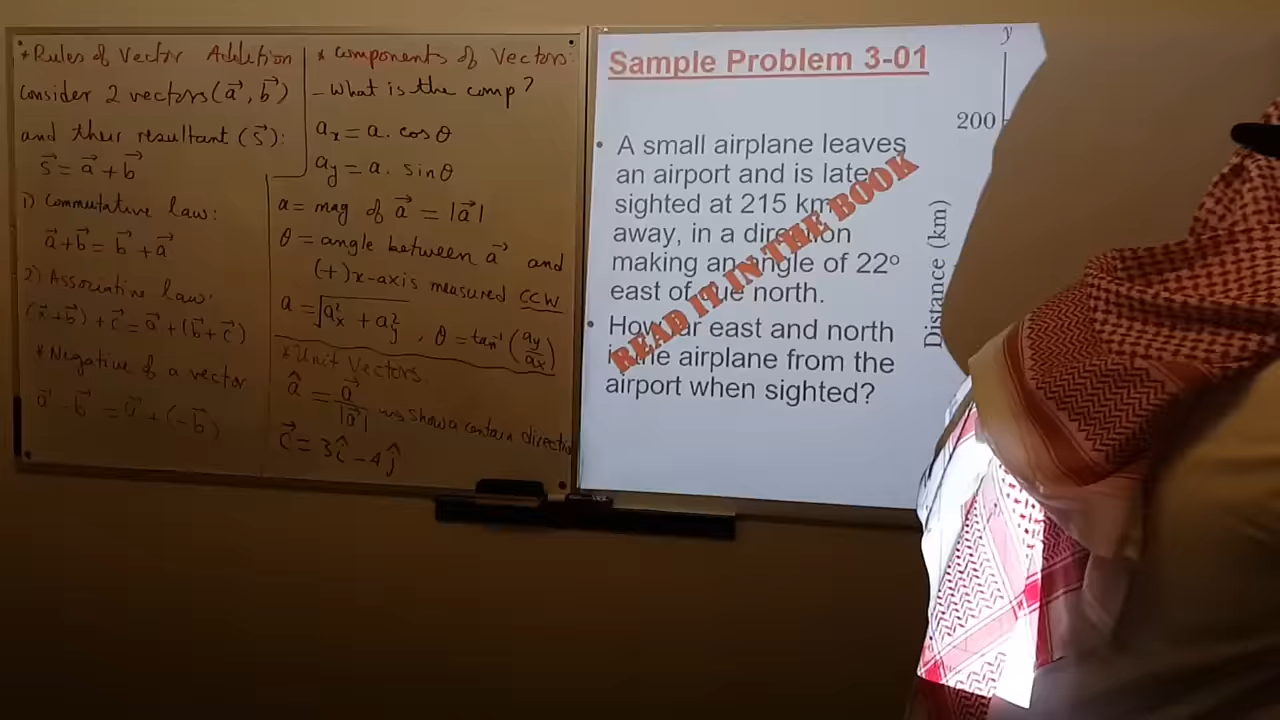 *Rules of Vector Addition
Consider 2 vectors (a⃗, b⃗)
and their resultant (s⃗):
s⃗ = a⃗ + b⃗
1) Commutative law:
a⃗ + b⃗ = b⃗ + a⃗
2) Associative law:
(a⃗ + b⃗) + c⃗ = a⃗ + (b⃗ + c⃗)
* Negative of a vector
a⃗ - b⃗ = a⃗ + (-b⃗)
* Components of Vectors:
- What is the comp?
ax = a. cosθ
ay = a. sinθ
a = mag of a⃗ = |a⃗|
θ = angle between a⃗ and
(+)x-axis measured CCW
a = √ax² + ay² , θ = tan⁻¹(ay/ax)
* Unit Vectors:
â = a⃗/|a⃗| show a certain
c⃗ = 3î - 4ĵ
Sample Problem 3-01
• A small airplane leaves
an airport and is later
sighted at 215 km
away, in a direction
making an angle of 22°
east of due north.
• How far east and north
is the airplane from the
airport when sighted?
READ IT IN THE BOOK
y
200
Distance (km)